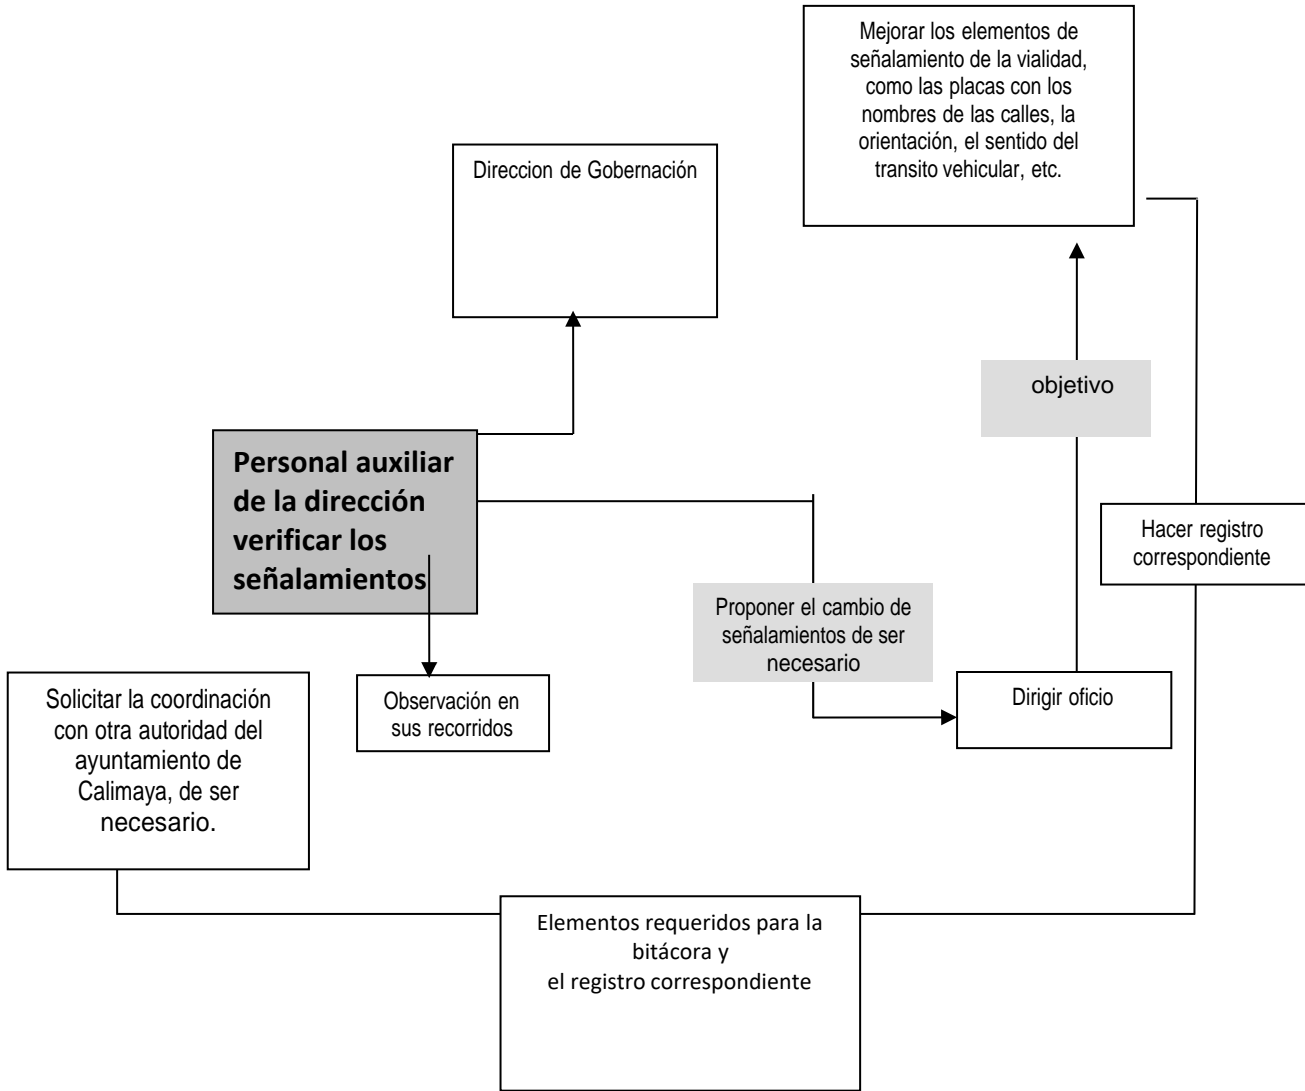 Mejorar los elementos de
señalamiento de la vialidad,
como las placas con los
nombres de las calles, la
orientación, el sentido del
transito vehicular, etc.
Direccion de Gobernación
objetivo
Personal auxiliar
de la dirección
verificar los
señalamientos
Hacer registro
correspondiente
Proponer el cambio de
señalamientos de ser
necesario
Solicitar la coordinación
con otra autoridad del
ayuntamiento de
Calimaya, de ser
necesario.
Observación en
sus recorridos
Dirigir oficio
Elementos requeridos para la
bitácora y
el registro correspondiente